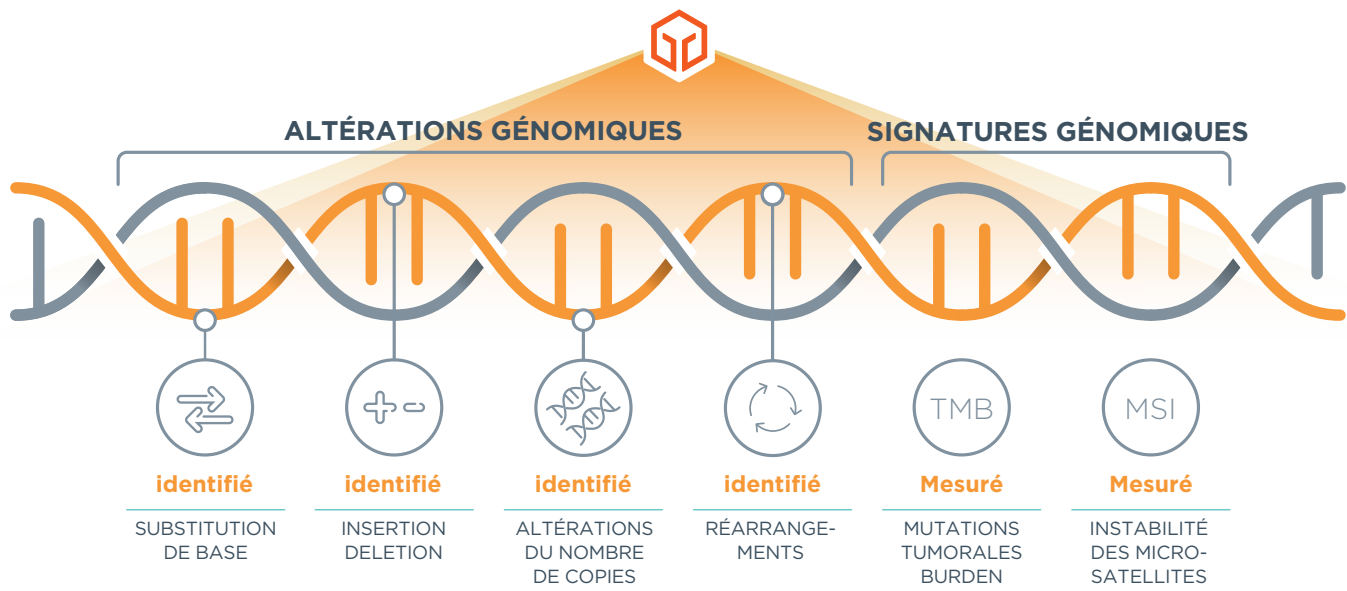 ALTÉRATIONS GÉNOMIQUES
SIGNATURES GÉNOMIQUES
TMB
MSI
identifié
SUBSTITUTION
DE BASE
identifié
INSERTION
DELETION
identifié
ALTÉRATIONS
DU NOMBRE
DE COPIES
identifié
RÉARRANGE-
MENTS
Mesuré
MUTATIONS
TUMORALES
BURDEN
Mesuré
INSTABILITÉ
DES MICRO-
SATELLITES